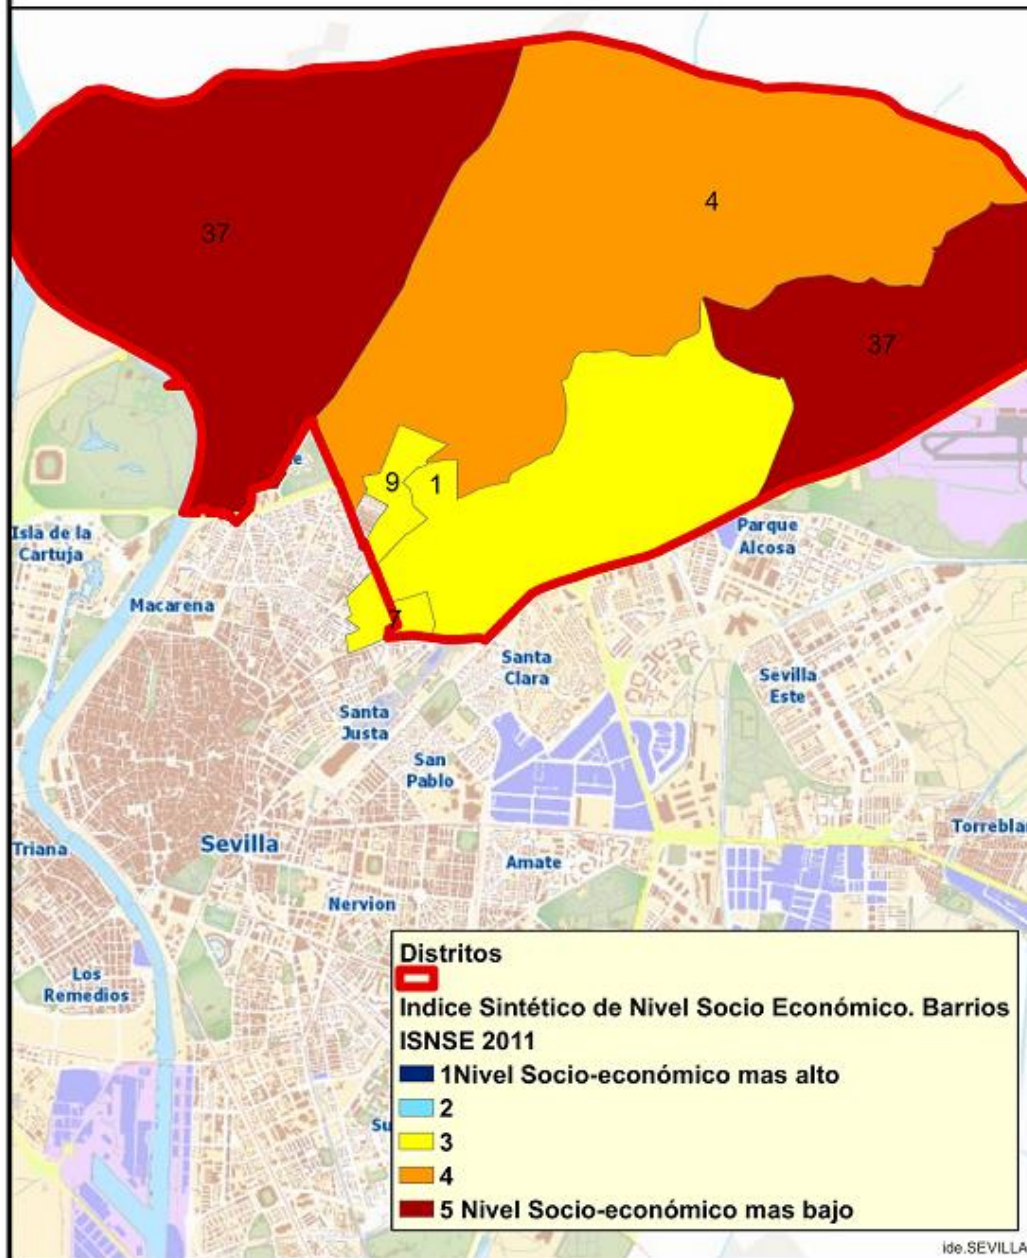 37
4
37
9
1
7
Isla de la
Cartuja
Macarena
Parque
Alcosa
Santa
Clara
Sevilla
Este
Santa
Justa
San
Pablo
Triana
Sevilla
Amate
Torreblan
Nervion
Los
Remedios
Su
Distritos
Indice Sintético de Nivel Socio Económico. Barrios
ISNSE 2011
1Nivel Socio-económico mas alto
2
3
4
5 Nivel Socio-económico mas bajo
ide.SEVILLA